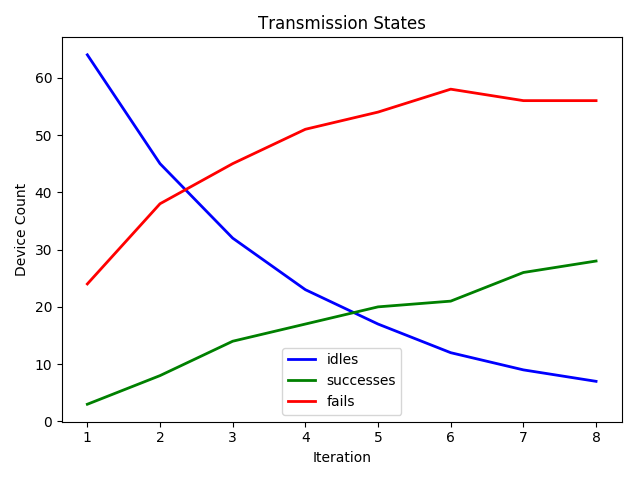 Transmission States
Device Count
60
50
40
30
20
10
0
idles
successes
fails
1 2 3 4 5 6 7 8
Iteration